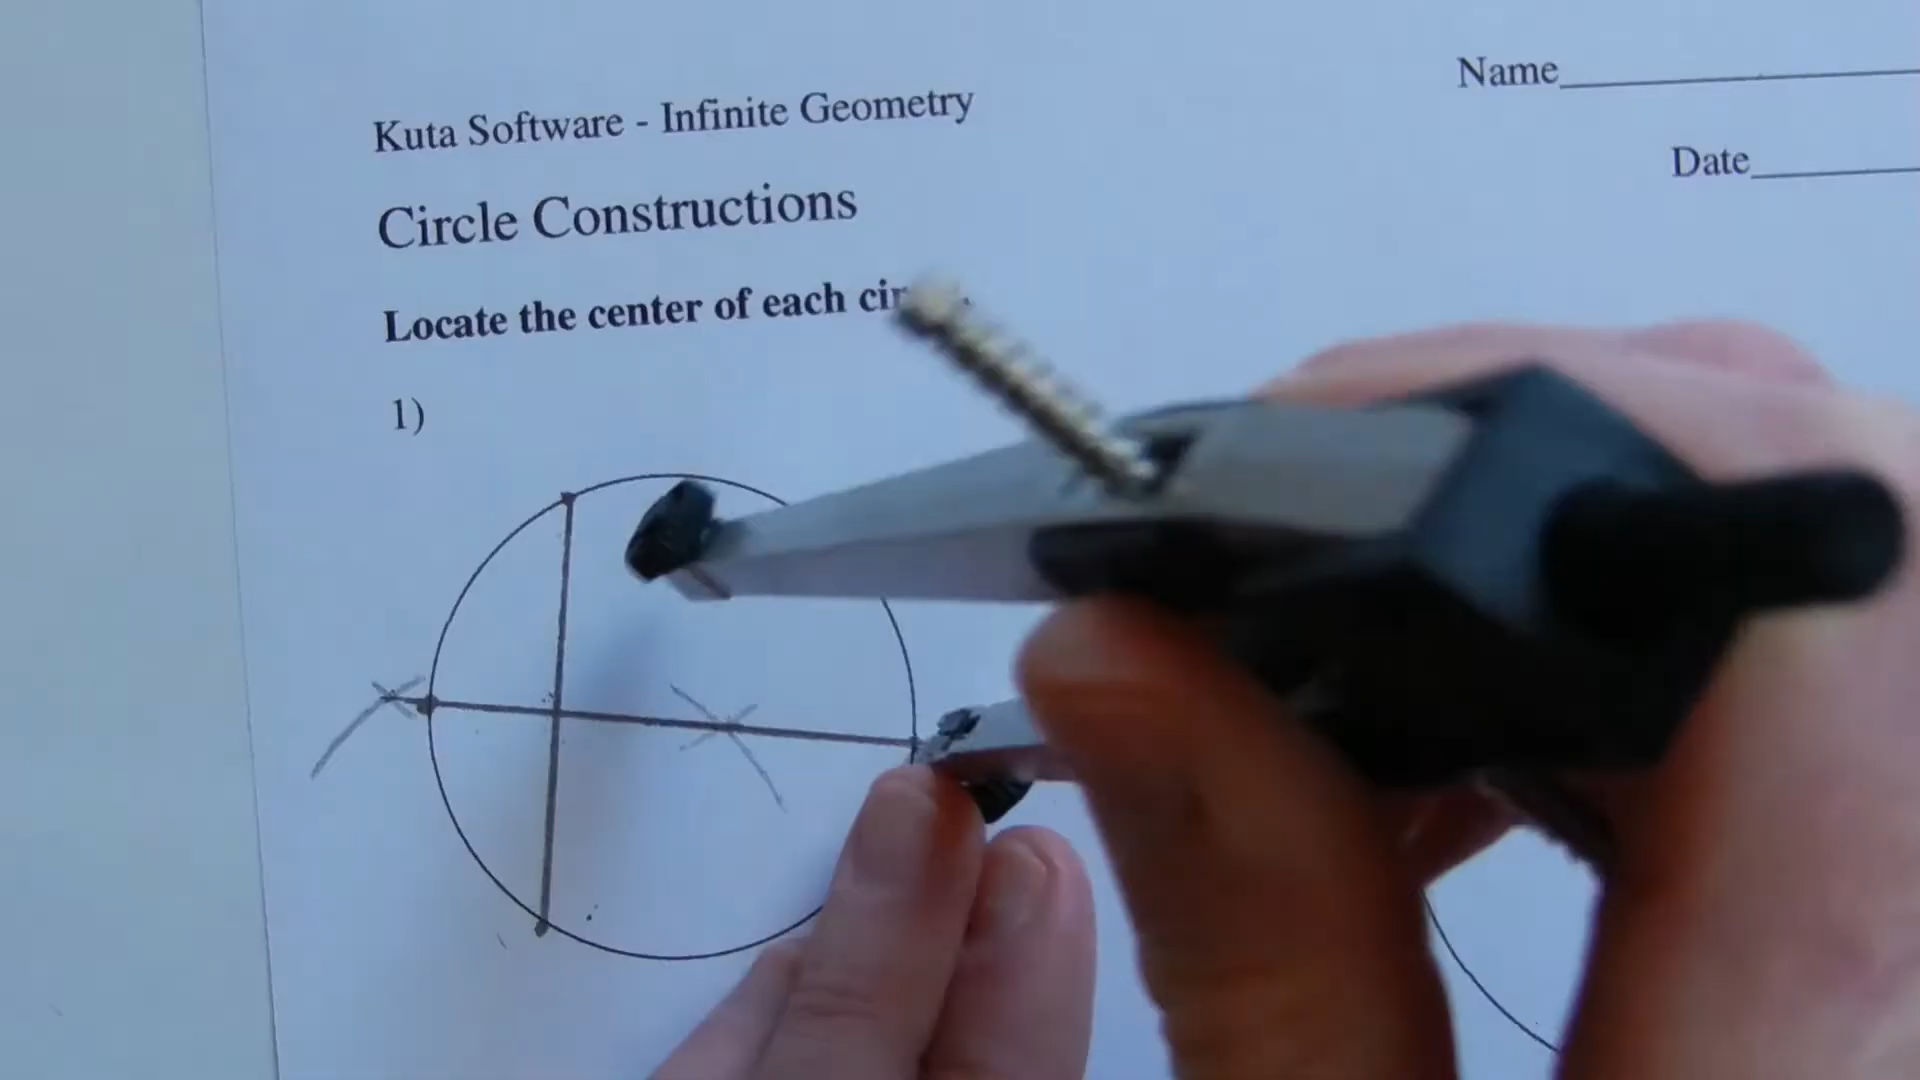 Kuta Software - Infinite Geometry
Name
Date
Circle Constructions
Locate the center of each
1)